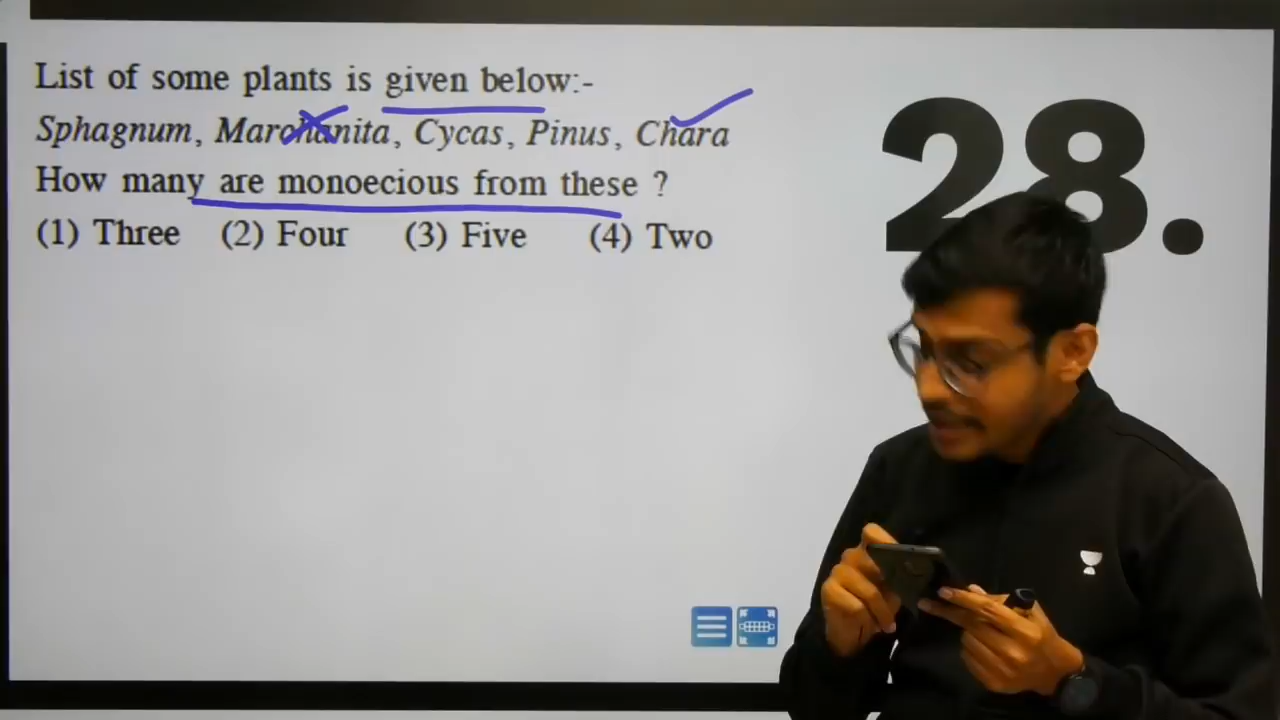 List of some plants is given below:-
Sphagnum, Marchanita, Cycas, Pinus, Chara
How many are monoecious from these ?
(1) Three (2) Four (3) Five (4) Two
28.